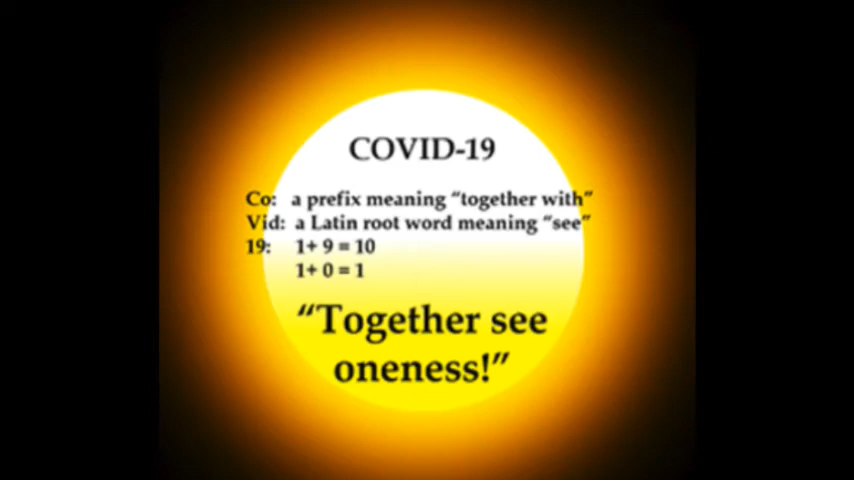 COVID-19
Co: a prefix meaning “together with”
Vid: a Latin root word meaning “see”
19: 1+ 9 = 10
1+ 0 = 1
“Together see
oneness!”